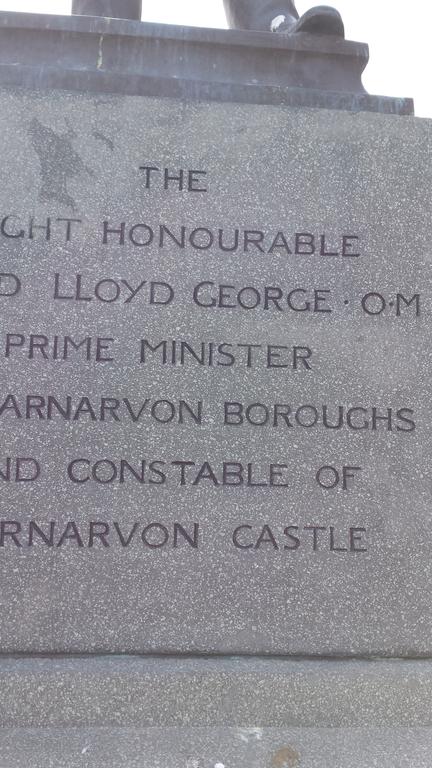 THE
GHT HONOURABLE
D LLOYD GEORGE · O·M
PRIME MINISTER
ARNARVON BOROUGHS
ND CONSTABLE OF
RNARVON CASTLE